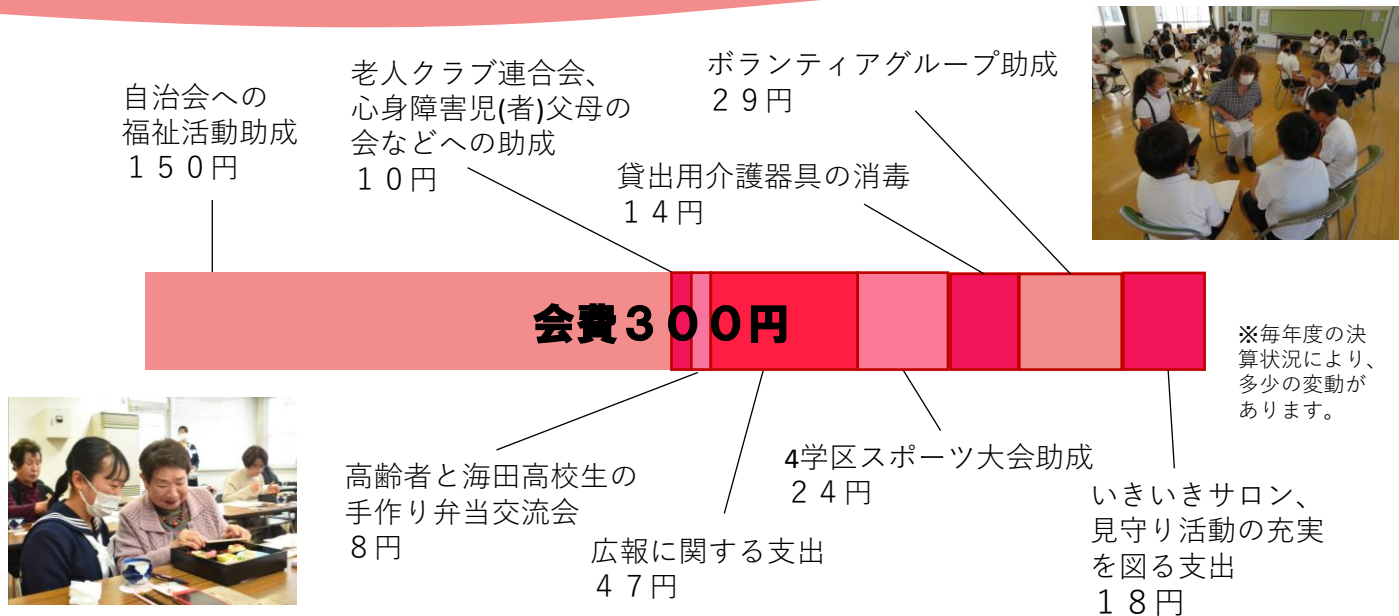 自治会への
福祉活動助成
１５０円
老人クラブ連合会、
心身障害児(者)父母の
会などへの助成
１０円
ボランティアグループ助成
２９円
貸出用介護器具の消毒
１４円
会費３００円
※毎年度の決
算状況により、
多少の変動が
あります。
高齢者と海田高校生の
手作り弁当交流会
８円
広報に関する支出
４７円
4学区スポーツ大会助成
２４円
いきいきサロン、
見守り活動の充実
を図る支出
１８円